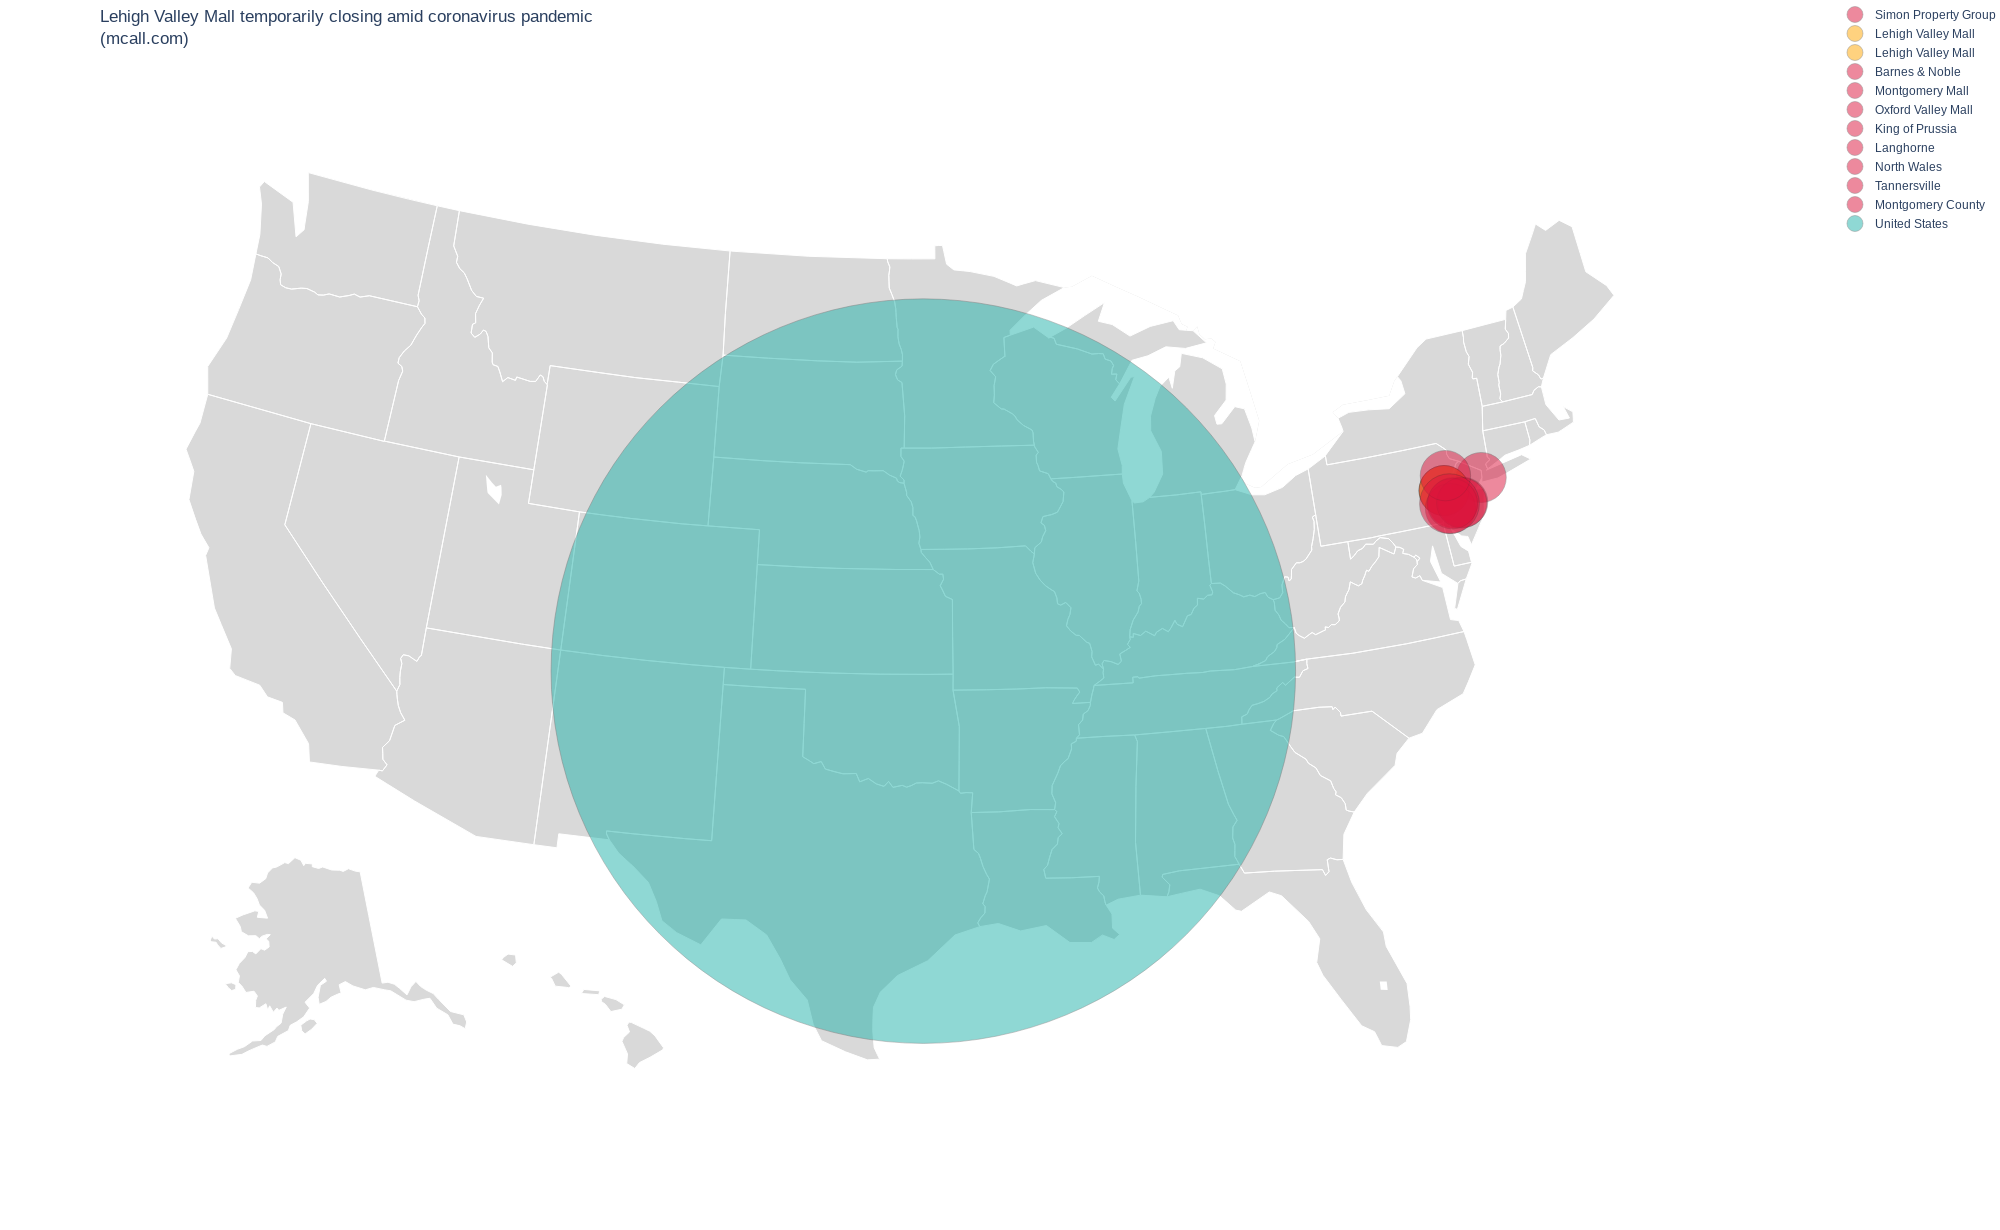 Lehigh Valley Mall temporarily closing amid coronavirus pandemic
(mcall.com)
Simon Property Group
Lehigh Valley Mall
Lehigh Valley Mall
Barnes & Noble
Montgomery Mall
Oxford Valley Mall
King of Prussia
Langhorne
North Wales
Tannersville
Montgomery County
United States